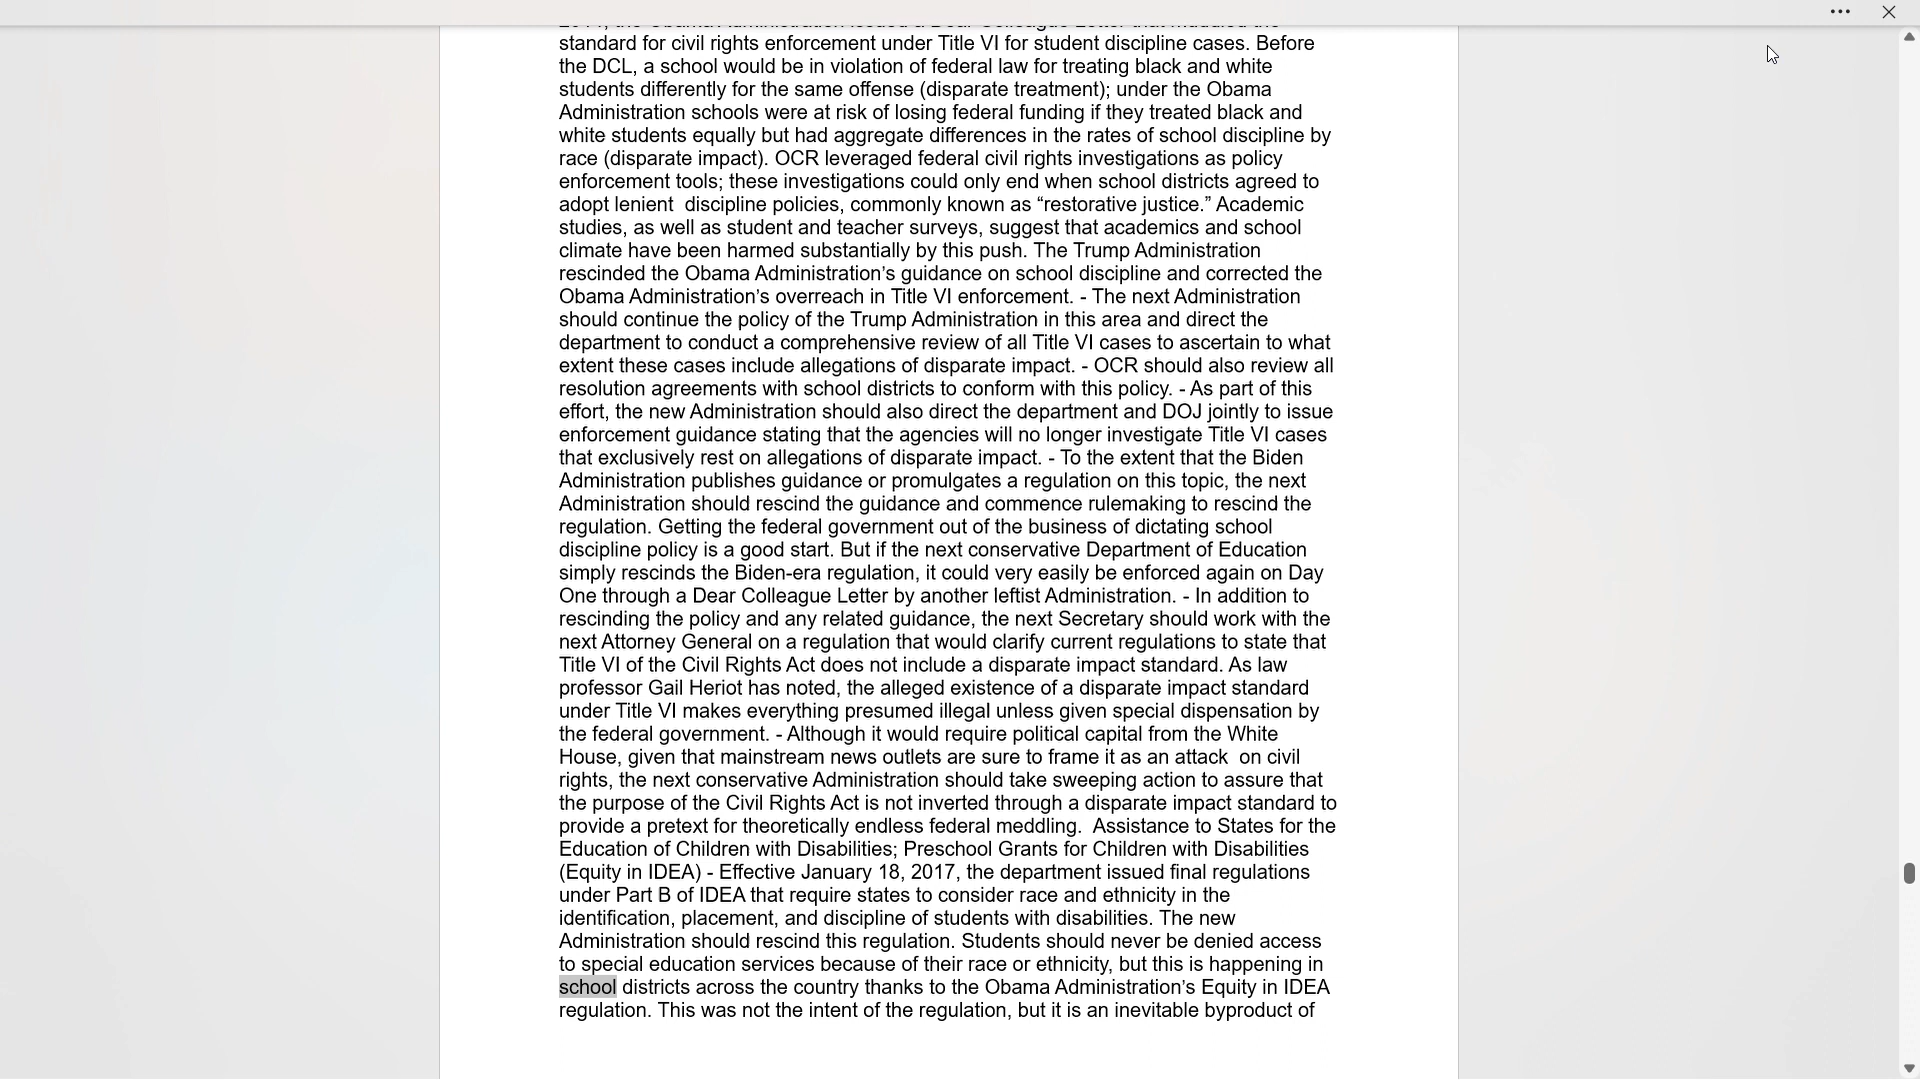 standard for civil rights enforcement under Title VI for student discipline cases. Before
the DCL, a school would be in violation of federal law for treating black and white
students differently for the same offense (disparate treatment); under the Obama
Administration schools were at risk of losing federal funding if they treated black and
white students equally but had aggregate differences in the rates of school discipline by
race (disparate impact). OCR leveraged federal civil rights investigations as policy
enforcement tools; these investigations could only end when school districts agreed to
adopt lenient  discipline policies, commonly known as “restorative justice.” Academic
studies, as well as student and teacher surveys, suggest that academics and school
climate have been harmed substantially by this push. The Trump Administration
rescinded the Obama Administration’s guidance on school discipline and corrected the
Obama Administration’s overreach in Title VI enforcement. - The next Administration
should continue the policy of the Trump Administration in this area and direct the
department to conduct a comprehensive review of all Title VI cases to ascertain to what
extent these cases include allegations of disparate impact. - OCR should also review all
resolution agreements with school districts to conform with this policy. - As part of this
effort, the new Administration should also direct the department and DOJ jointly to issue
enforcement guidance stating that the agencies will no longer investigate Title VI cases
that exclusively rest on allegations of disparate impact. - To the extent that the Biden
Administration publishes guidance or promulgates a regulation on this topic, the next
Administration should rescind the guidance and commence rulemaking to rescind the
regulation. Getting the federal government out of the business of dictating school
discipline policy is a good start. But if the next conservative Department of Education
simply rescinds the Biden-era regulation, it could very easily be enforced again on Day
One through a Dear Colleague Letter by another leftist Administration. - In addition to
rescinding the policy and any related guidance, the next Secretary should work with the
next Attorney General on a regulation that would clarify current regulations to state that
Title VI of the Civil Rights Act does not include a disparate impact standard. As law
professor Gail Heriot has noted, the alleged existence of a disparate impact standard
under Title VI makes everything presumed illegal unless given special dispensation by
the federal government. - Although it would require political capital from the White
House, given that mainstream news outlets are sure to frame it as an attack  on civil
rights, the next conservative Administration should take sweeping action to assure that
the purpose of the Civil Rights Act is not inverted through a disparate impact standard to
provide a pretext for theoretically endless federal meddling.  Assistance to States for the
Education of Children with Disabilities; Preschool Grants for Children with Disabilities
(Equity in IDEA) - Effective January 18, 2017, the department issued final regulations
under Part B of IDEA that require states to consider race and ethnicity in the
identification, placement, and discipline of students with disabilities. The new
Administration should rescind this regulation. Students should never be denied access
to special education services because of their race or ethnicity, but this is happening in
school districts across the country thanks to the Obama Administration’s Equity in IDEA
regulation. This was not the intent of the regulation, but it is an inevitable byproduct of